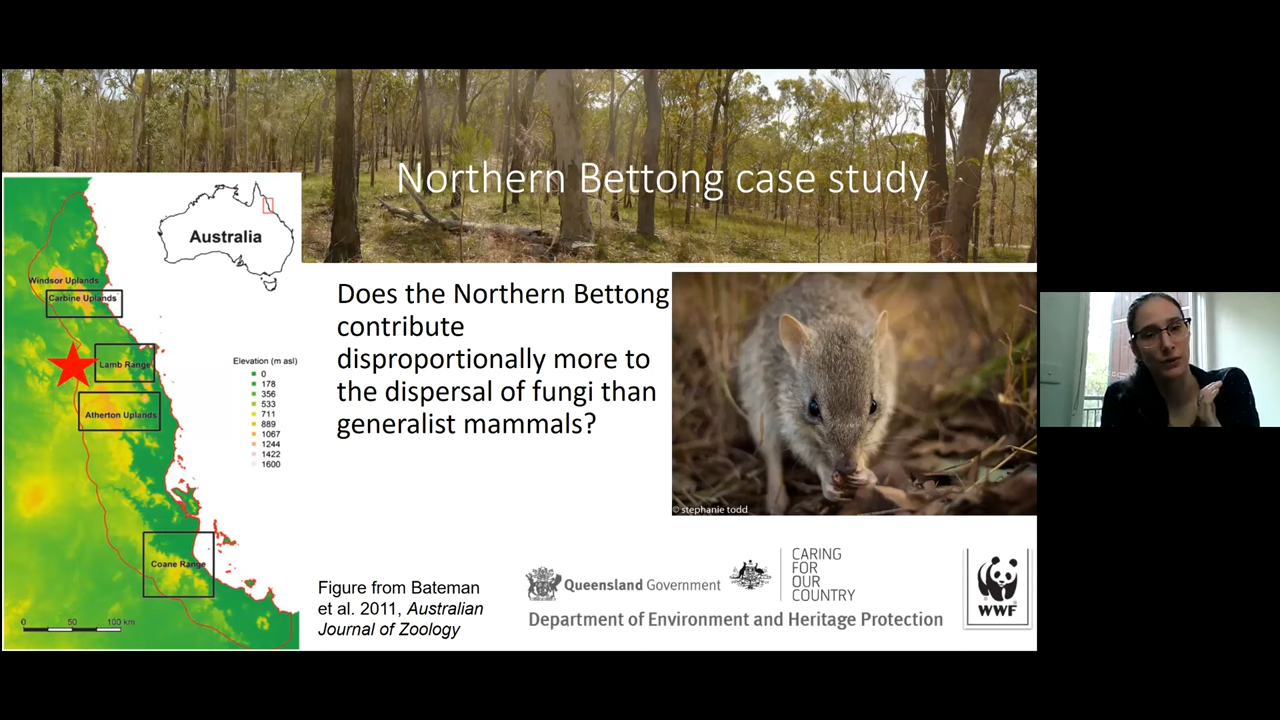 Northern Bettong case study
Australia
Windsor Uplands
Carbine Uplands
Lamb Range
Atherton Uplands
Coane Range
Elevation (m asl)
0
178
356
533
711
889
1067
1244
1422
1600
0 50 100 km
Does the Northern Bettong
contribute
disproportionally more to
the dispersal of fungi than
generalist mammals?
© stephanie todd
Figure from Bateman
et al. 2011, Australian
Journal of Zoology
Queensland Government
CARING
FOR
OUR
COUNTRY
Department of Environment and Heritage Protection
WWF